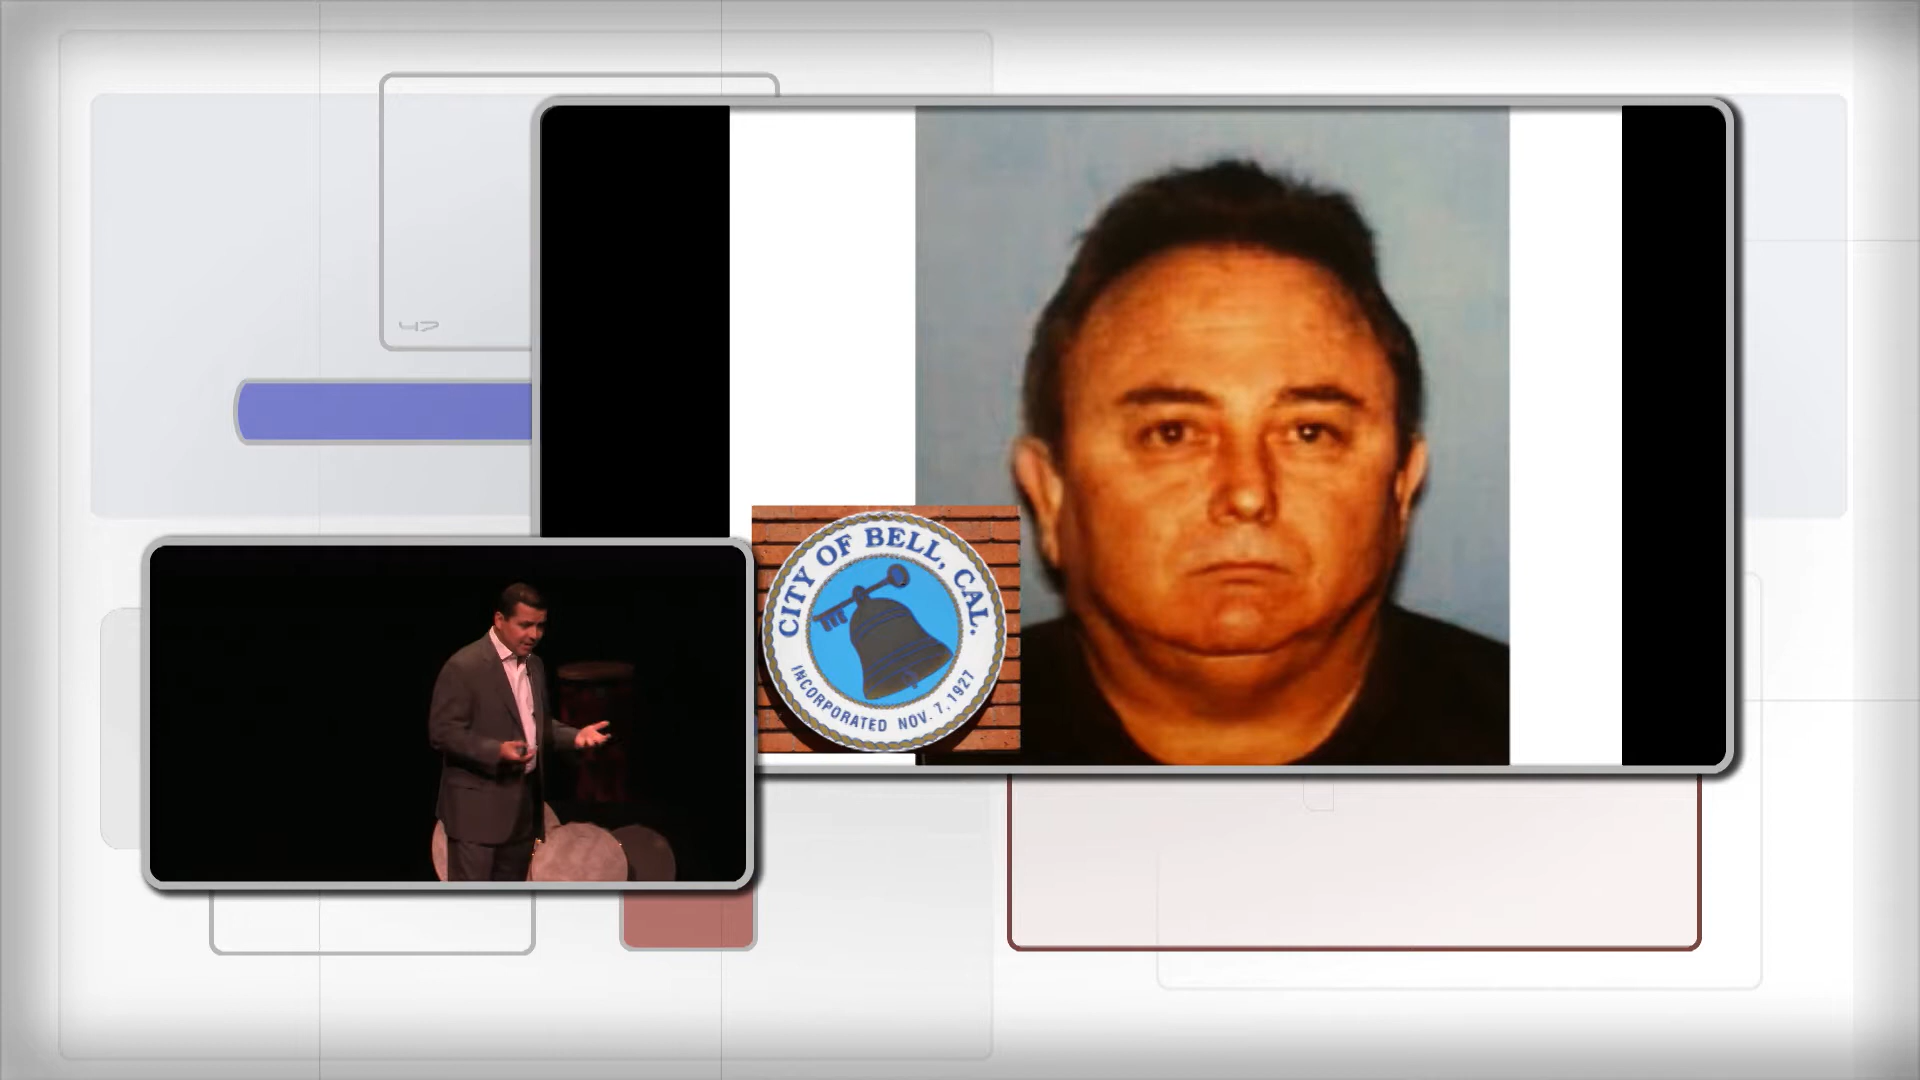 CITY OF BELL, CAL.
INCORPORATED NOV. 7, 1927